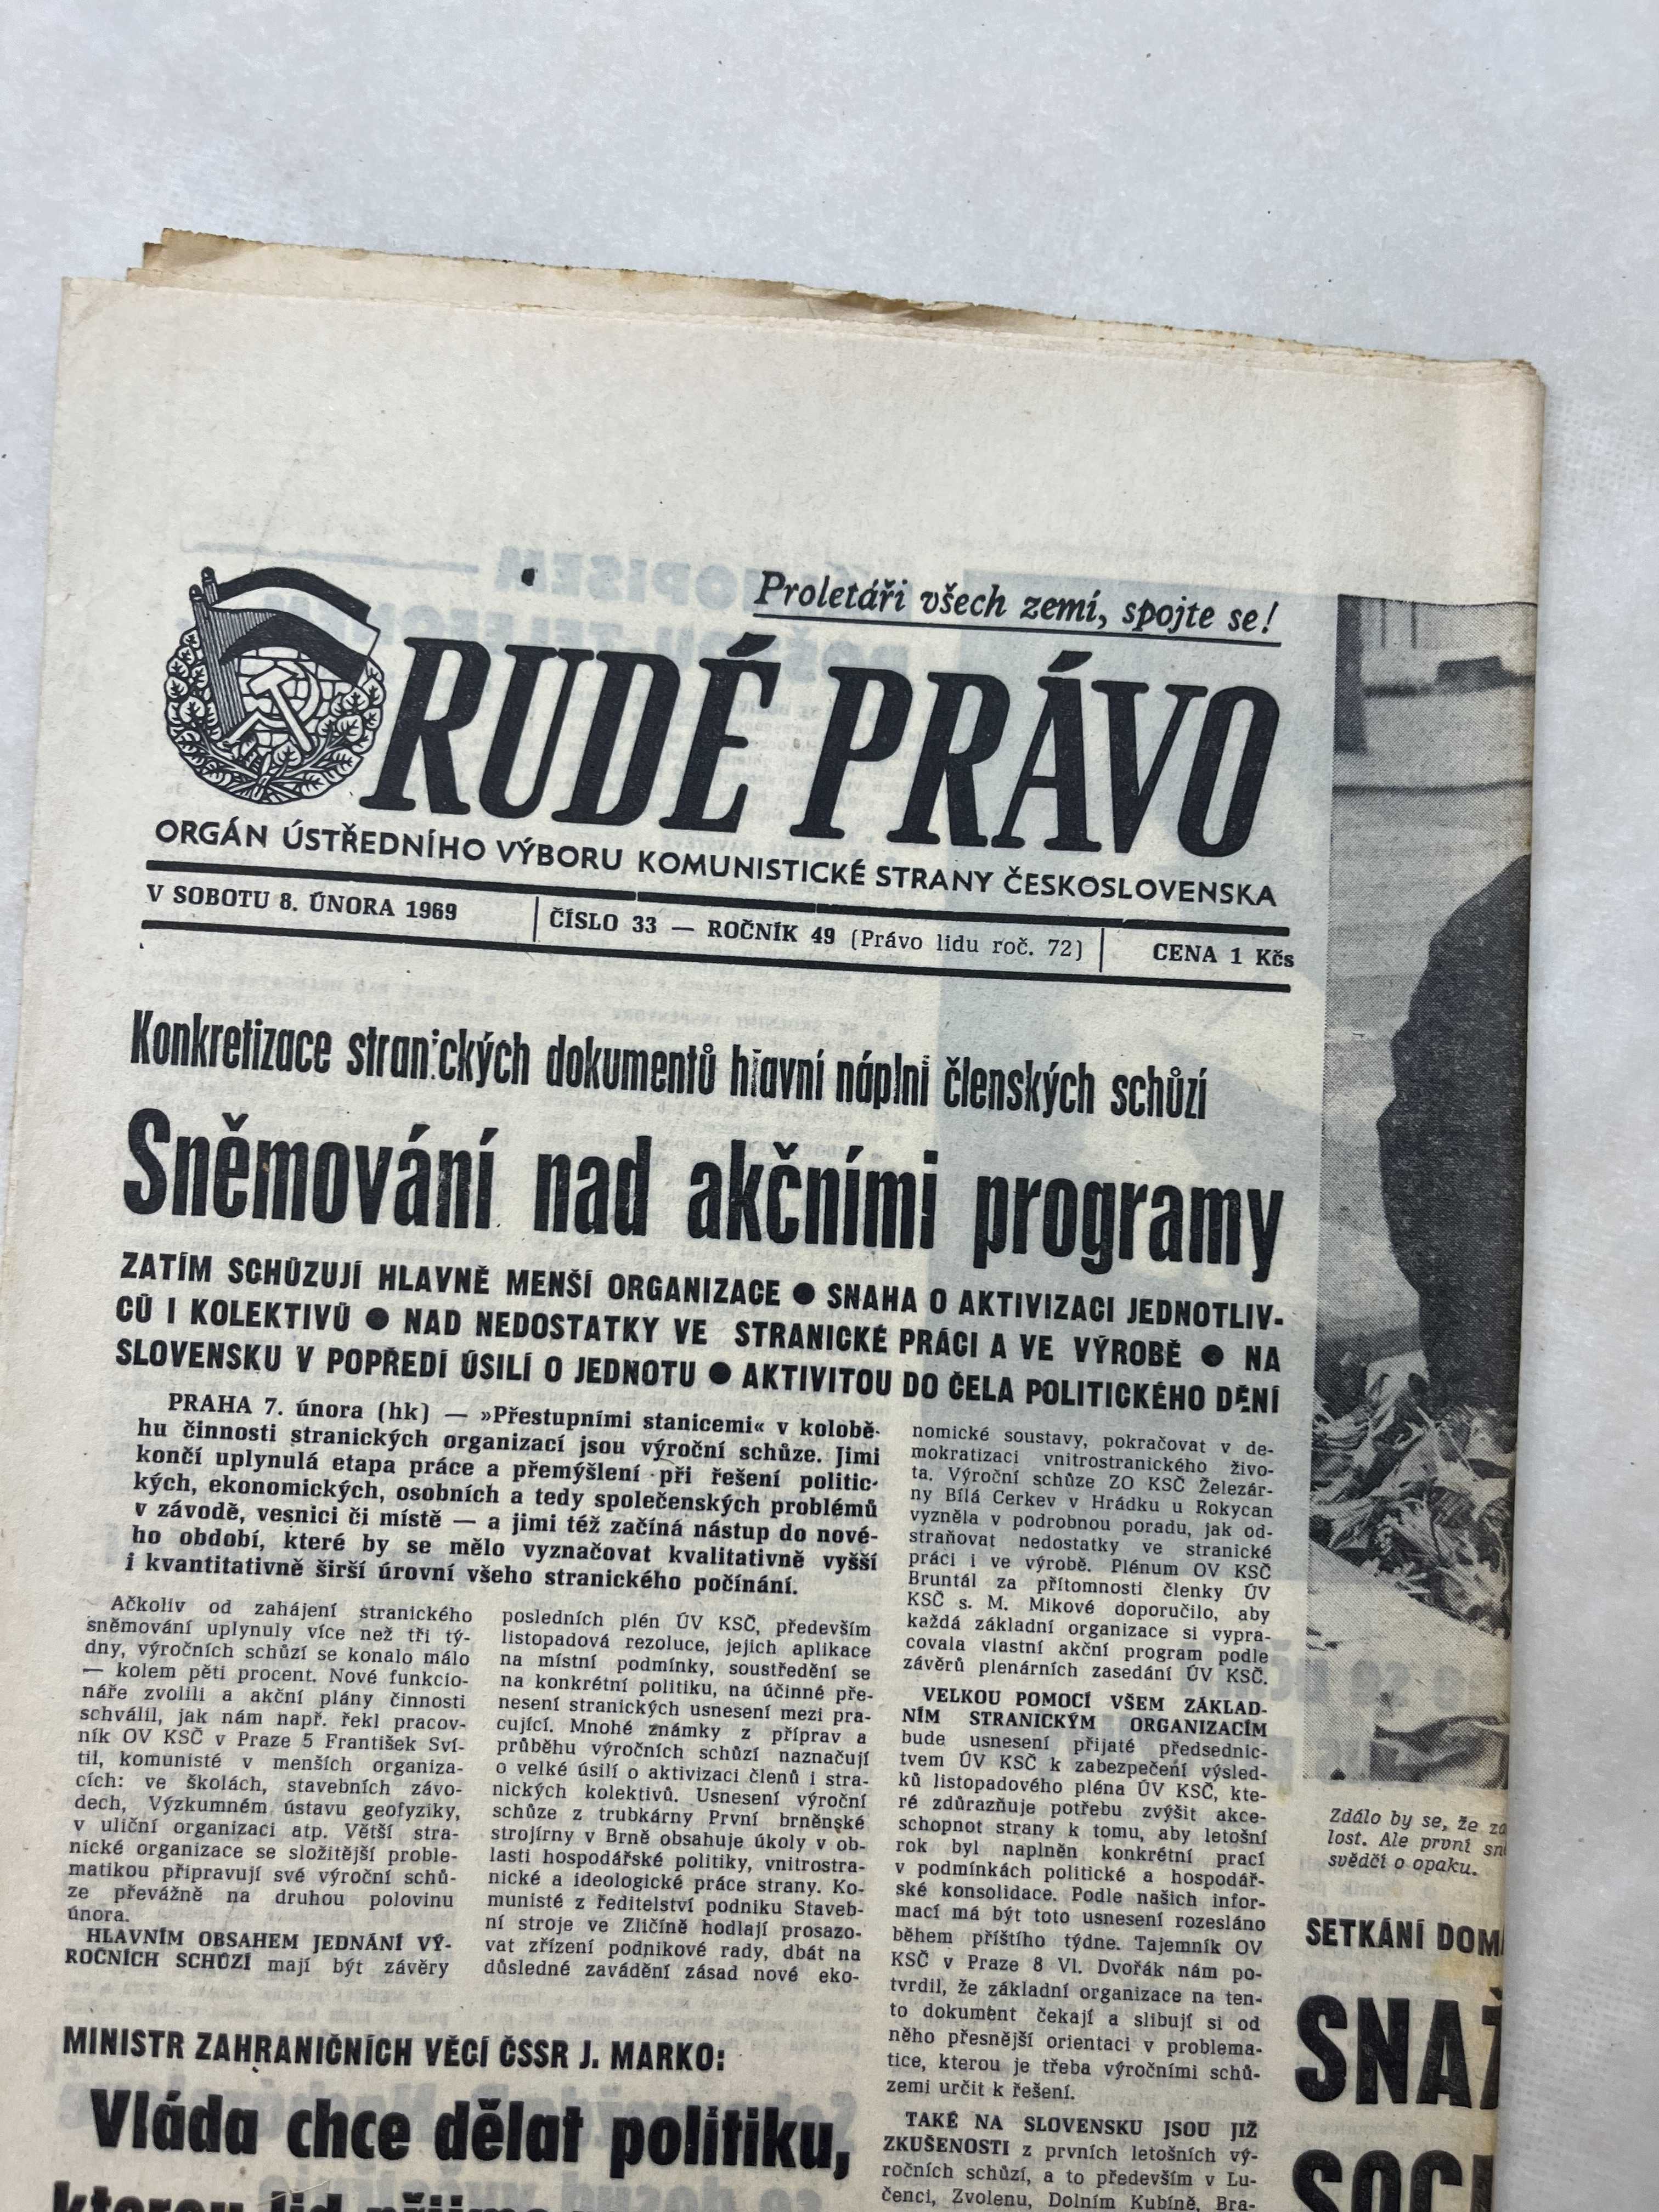 Proletáři všech zemí, spojte se!
RUDÉ PRÁVO
ORGÁN ÚSTŘEDNÍHO VÝBORU KOMUNISTICKÉ STRANY ČESKOSLOVENSKA
V SOBOTU 8. ÚNORA 1969
ČÍSLO 33 — ROČNÍK 49 (Právo lidu roč. 72)
CENA 1 Kčs
Konkretizace stranických dokumentů hlavní náplní členských schůzí
Sněmování nad akčními programy
ZATÍM SCHŮZUJÍ HLAVNĚ MENŠÍ ORGANIZACE ● SNAHA O AKTIVIZACI JEDNOTLIV-
CŮ I KOLEKTIVŮ ● NAD NEDOSTATKY VE STRANICKÉ PRÁCI A VE VÝROBĚ ● NA
SLOVENSKU V POPŘEDÍ ÚSILÍ O JEDNOTU ● AKTIVITOU DO ČELA POLITICKÉHO DĚNÍ
PRAHA 7. února (hk) — »Přestupními stanicemi« v koloběhu
hu činnosti stranických organizací jsou výroční schůze. Jimi
končí uplynulá etapa práce a přemýšlení při řešení politic-
kých, ekonomických, osobních a tedy společenských problémů
v závodě, vesnici či místě — a jimi též začíná nástup do nové-
ho období, které by se mělo vyznačovat kvalitativně vyšší
i kvantitativně širší úrovní všeho stranického počínání.
Ačkoliv od zahájení stranického
sněmování uplynuly více než tři tý-
dny, výročních schůzí se konalo málo
— kolem pěti procent. Nové funkcio-
náře zvolili a akční plány činnosti
schválil, jak nám např. řekl pracov-
ník OV KSČ v Praze 5 František Sví-
til, komunisté v menších organiza-
cích: ve školách, stavebních závo-
dech, Výzkumném ústavu geofyziky,
v uliční organizaci atp. Větší stra-
nické organizace se složitější proble-
matikou připravují své výroční schů-
ze převážně na druhou polovinu
února.
HLAVNÍM OBSAHEM JEDNÁNÍ VÝ-
ROČNÍCH SCHŮZÍ mají být závěry
posledních plén ÚV KSČ, především
listopadová rezoluce, jejich aplikace
na místní podmínky, soustředění se
na konkrétní politiku, na účinné pře-
nesení stranických usnesení mezi pra-
cující. Mnohé známky z příprav a
průběhu výročních schůzí naznačují
o velké úsilí o aktivizaci členů i stra-
nických kolektivů. Usnesení výroční
schůze z trubkárny První brněnské
strojírny v Brně obsahuje úkoly v ob-
lasti hospodářské politiky, vnitrostra-
nické a ideologické práce strany. Ko-
munisté z ředitelství podniku Staveb-
ní stroje ve Zličíně hodlají prosazo-
vat zřízení podnikové rady, dbát na
důsledné zavádění zásad nové eko-
nomické soustavy, pokračovat v de-
mokratizaci vnitrostranického živo-
ta. Výroční schůze ZO KSČ Železár-
ny Bílá Cerkev v Hrádku u Rokycan
vyzněla v podrobnou poradu, jak od-
straňovat nedostatky ve stranické
práci i ve výrobě. Plénum OV KSČ
Bruntál za přítomnosti členky ÚV
KSČ s. M. Mikové doporučilo, aby
každá základní organizace si vypra-
covala vlastní akční program podle
závěrů plenárních zasedání ÚV KSČ.
VELKOU POMOCÍ VŠEM ZÁKLAD-
NÍM STRANICKÝM ORGANIZACÍM
bude usnesení přijaté předsednic-
tvem ÚV KSČ k zabezpečení výsled-
ků listopadového pléna ÚV KSČ, kte-
ré zdůrazňuje potřebu zvýšit akce-
schopnost strany k tomu, aby letošní
rok byl naplněn konkrétní prací
v podmínkách politické a hospodář-
ské konsolidace. Podle našich infor-
mací má být toto usnesení rozesláno
během příštího týdne. Tajemník OV
KSČ v Praze 8 Vl. Dvořák nám po-
tvrdil, že základní organizace na ten-
to dokument čekají a slibují si od
něho přesnější orientaci v problema-
tice, kterou je třeba výročními schů-
zemi určit k řešení.
TAKÉ NA SLOVENSKU JSOU JIŽ
ZKUŠENOSTI z prvních letošních vý-
ročních schůzí, a to především v Lu-
čenci, Zvolenu, Dolním Kubíně, Bra-
MINISTR ZAHRANIČNÍCH VĚCÍ ČSSR J. MARKO:
Vláda chce dělat politiku,
kterou lid
Zdálo by se, že za
lost. Ale první sn
svědčí o opaku.
SETKÁNÍ DOM
SNAŽ
SOCI